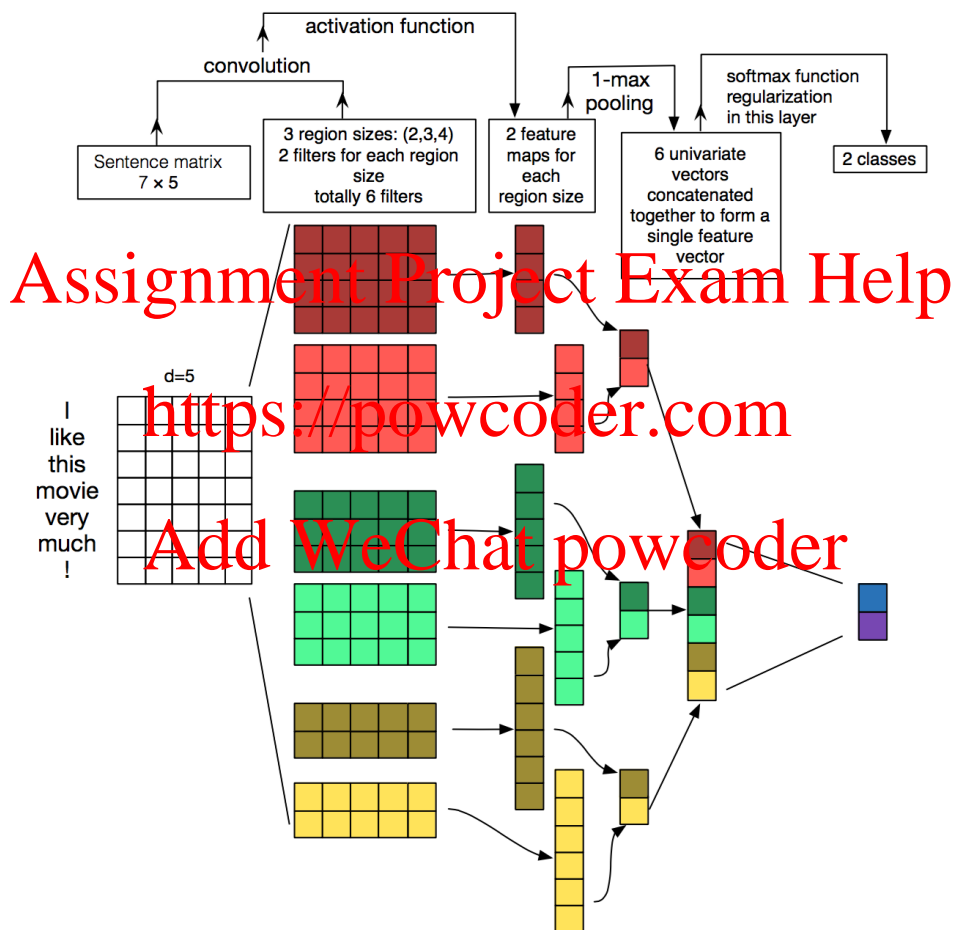 activation function
convolution
1-max
pooling
softmax function
regularization
in this layer
Sentence matrix
7 × 5
3 region sizes: (2,3,4)
2 filters for each region
size
totally 6 filters
2 feature
maps for
each
region size
6 univariate
vectors
concatenated
together to form a
single feature
vector
2 classes
Assignment Project Exam Help
d=5
https://powcoder.com
I
like
this
movie
very
much
!
Add WeChat powcoder